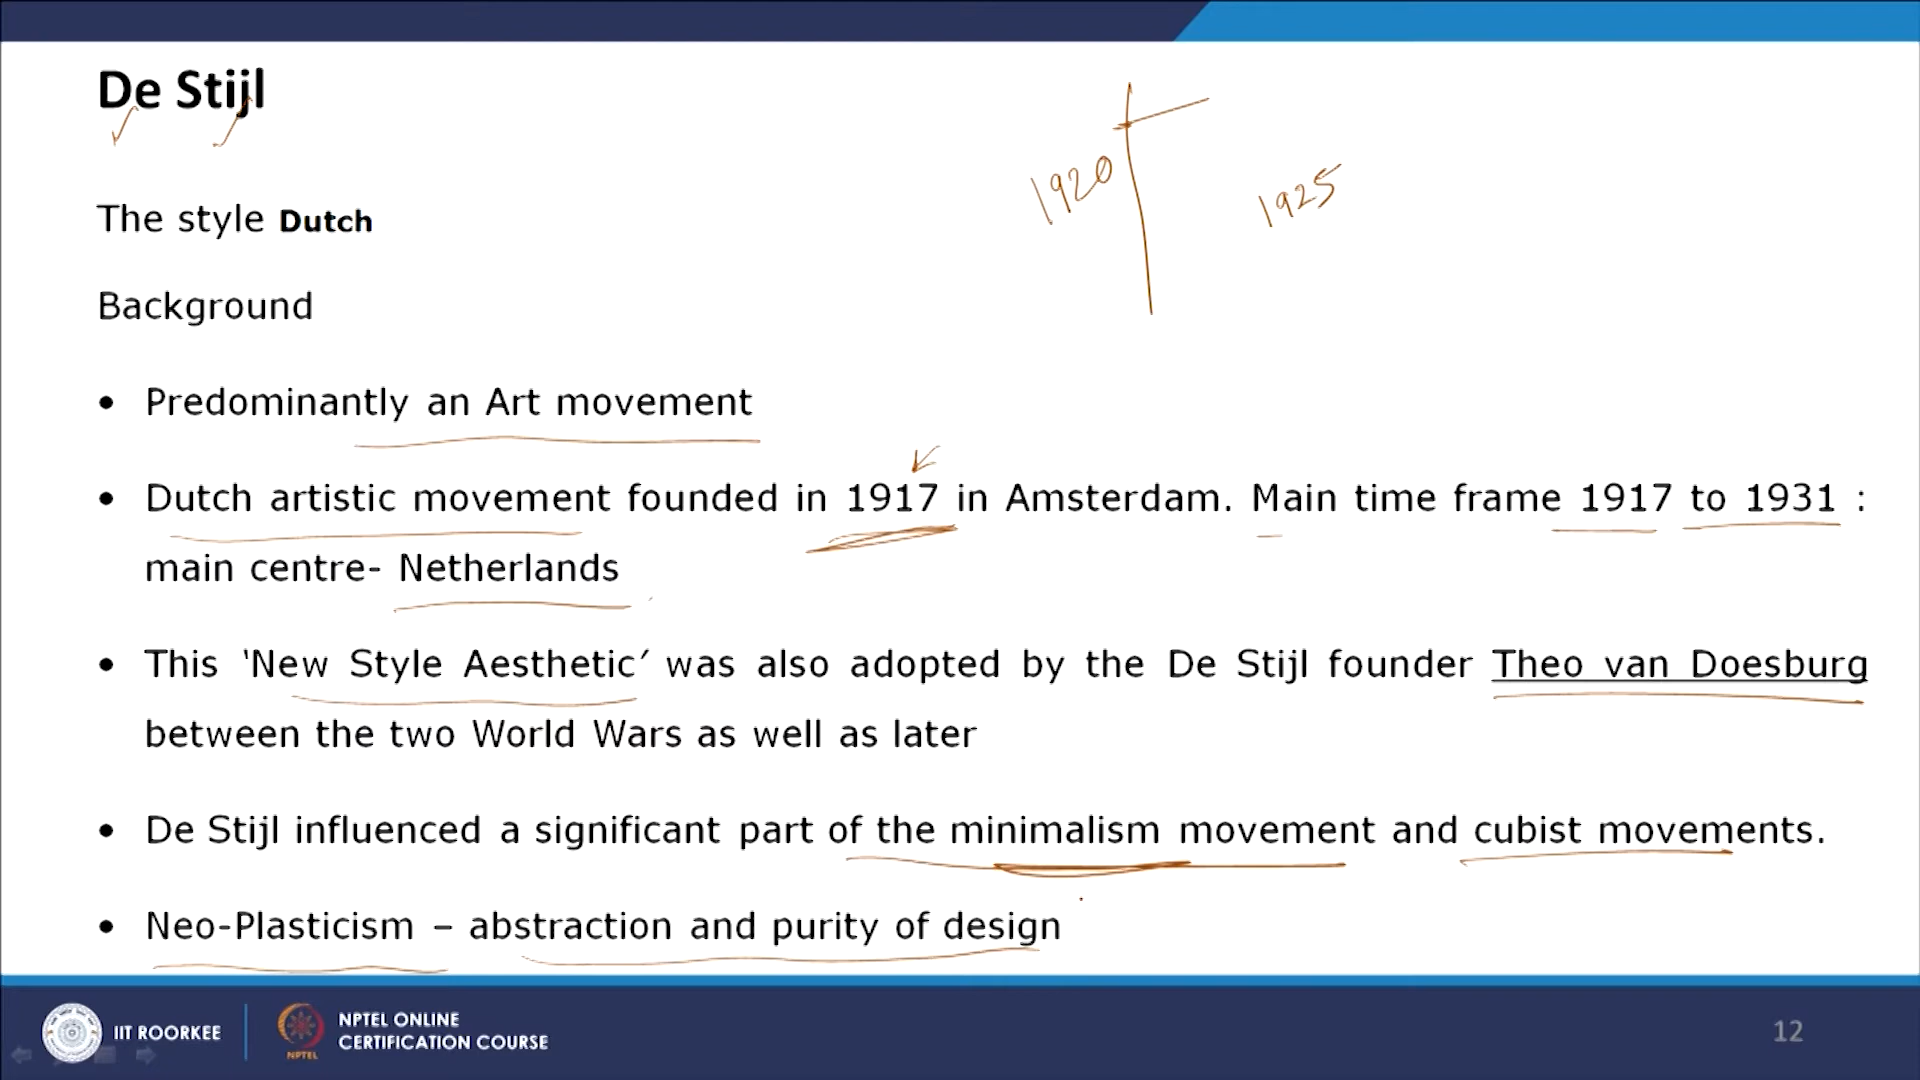 De Stijl
1920
1925
The style Dutch
Background
• Predominantly an Art movement
• Dutch artistic movement founded in 1917 in Amsterdam. Main time frame 1917 to 1931 :
main centre- Netherlands
• This ‘New Style Aesthetic’ was also adopted by the De Stijl founder Theo van Doesburg
between the two World Wars as well as later
• De Stijl influenced a significant part of the minimalism movement and cubist movements.
• Neo-Plasticism – abstraction and purity of design
IIT ROORKEE
NPTEL
NPTEL ONLINE
CERTIFICATION COURSE
12